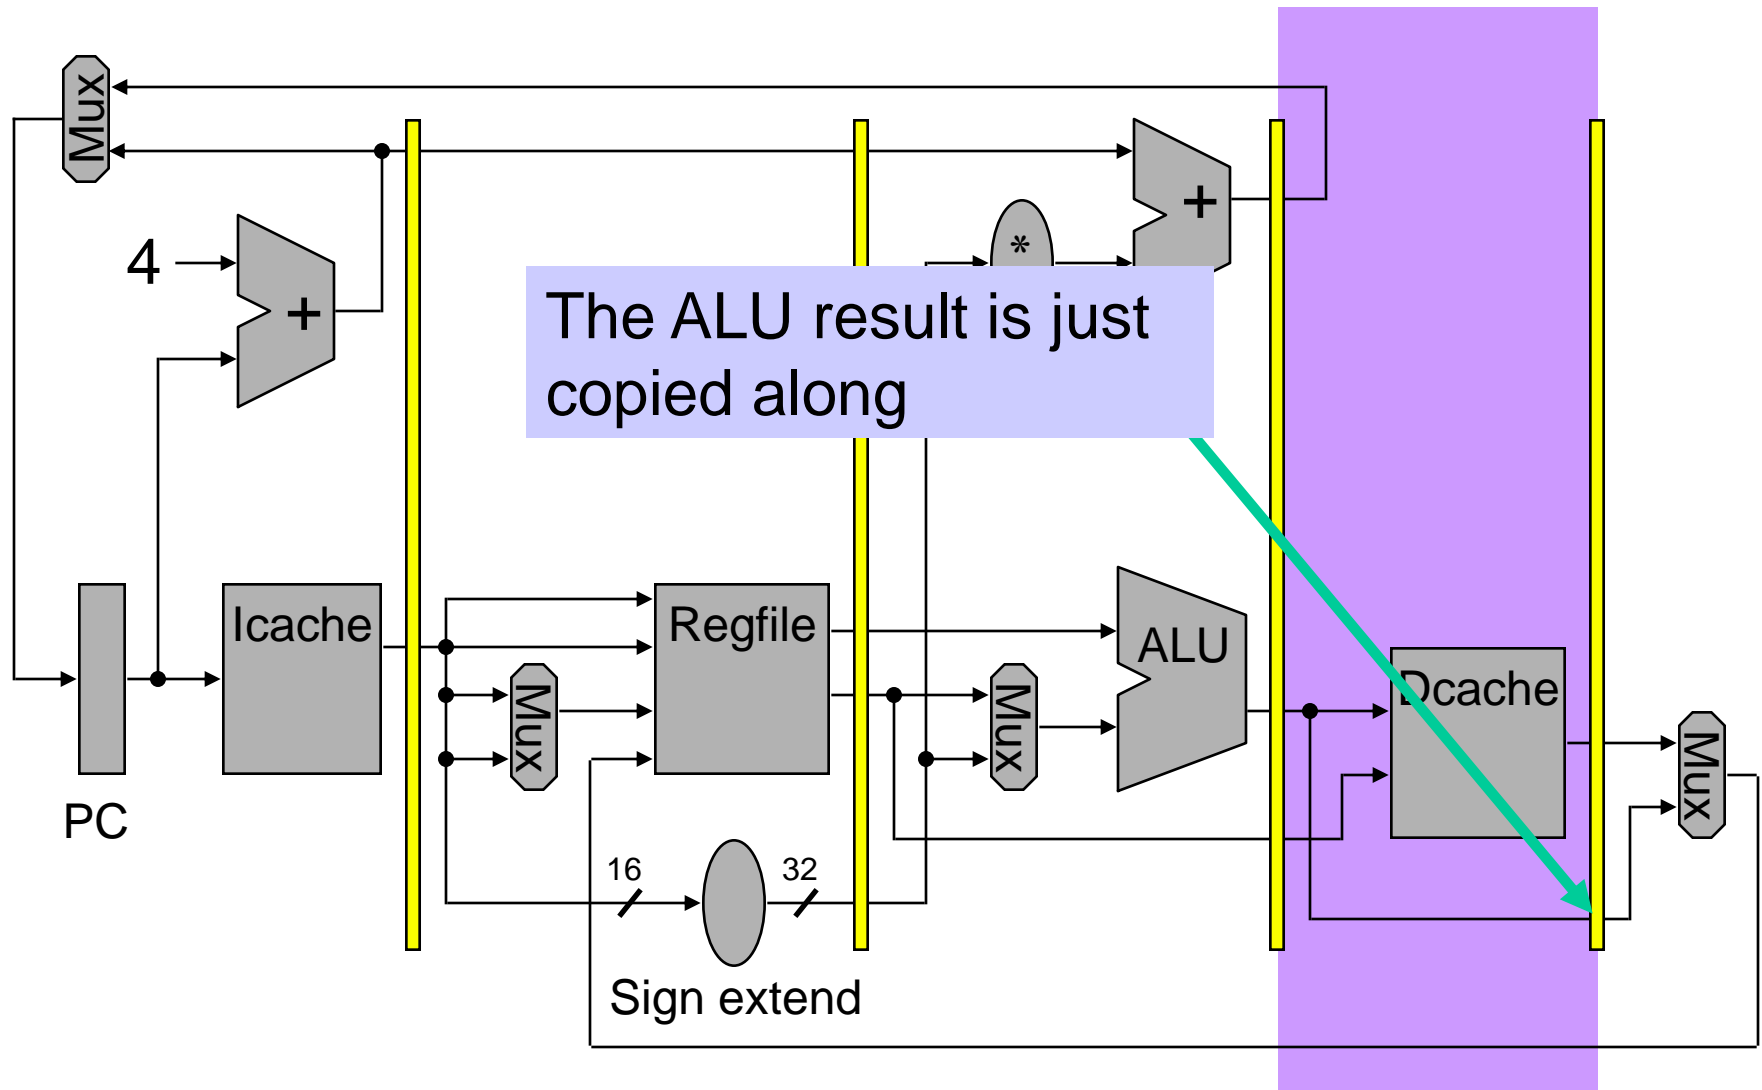 Mux
4
+
+
*
The ALU result is just
copied along
Icache
Regfile
ALU
Dcache
Mux
Mux
Mux
PC
16
32
Sign extend